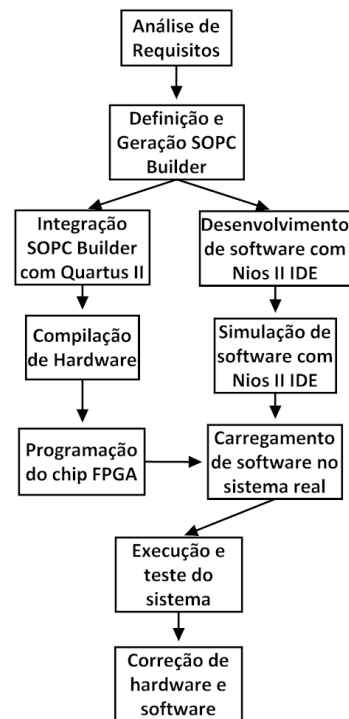 Análise de
Requisitos
Definição e
Geração SOPC
Builder
Integração
SOPC Builder
com Quartus II
Desenvolvimento
de software com
Nios II IDE
Compilação
de Hardware
Simulação de
software com
Nios II IDE
Programação
do chip FPGA
Carregamento
de software no
sistema real
Execução e
teste do
sistema
Correção de
hardware e
software